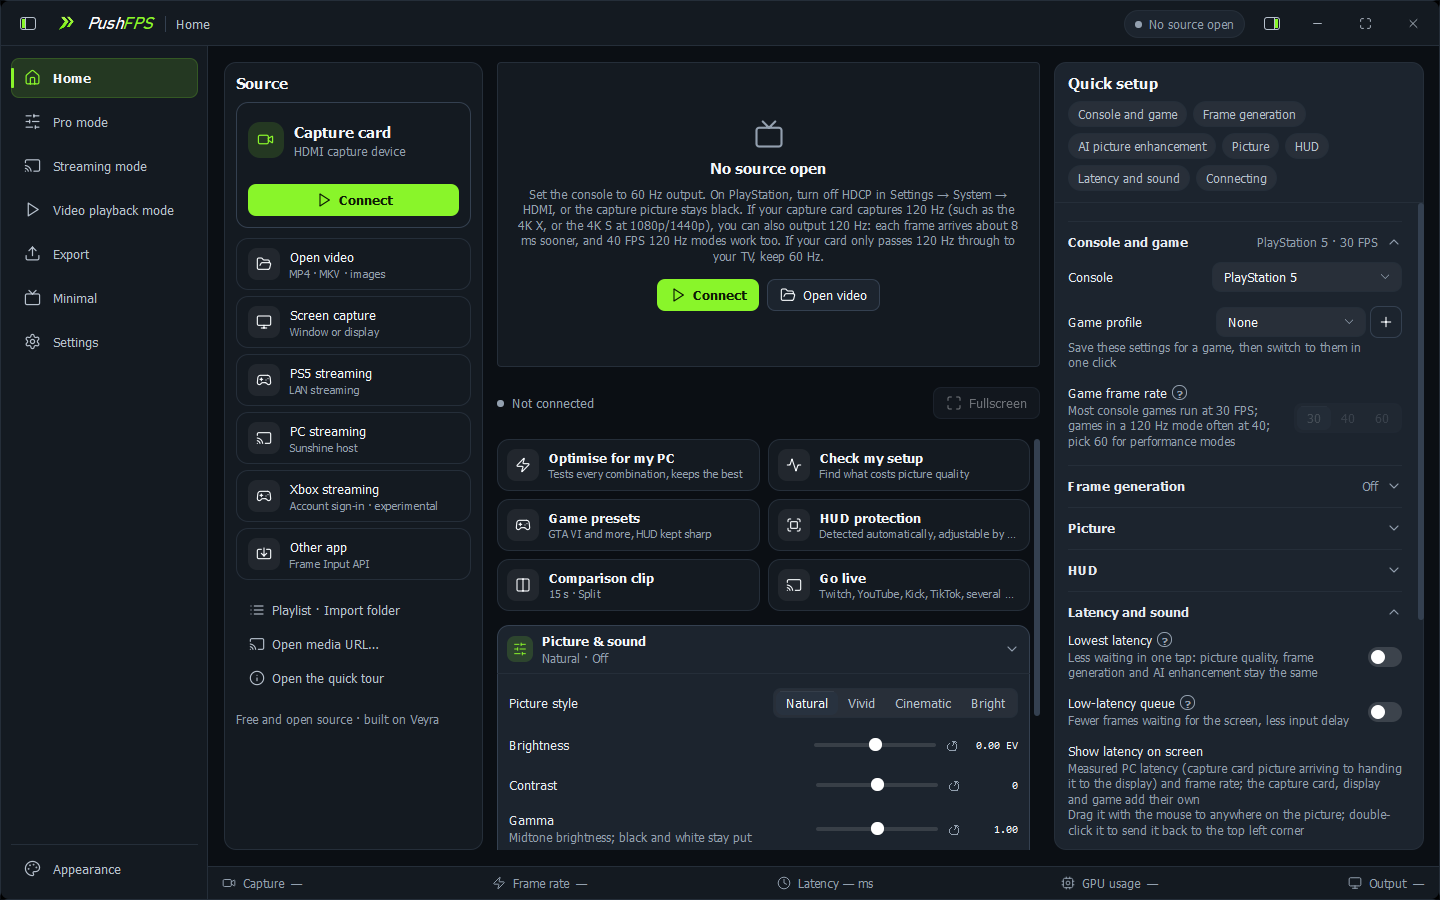 PushFPS
Home
No source open
Home
Pro mode
Streaming mode
Video playback mode
Export
Minimal
Settings
Appearance
Source
Capture card
HDMI capture device
Connect
Open video
MP4 · MKV · images
Screen capture
Window or display
PS5 streaming
LAN streaming
PC streaming
Sunshine host
Xbox streaming
Account sign-in · experimental
Other app
Frame Input API
Playlist · Import folder
Open media URL...
Open the quick tour
Free and open source · built on Veyra
No source open
Set the console to 60 Hz output. On PlayStation, turn off HDCP in Settings → System →
HDMI, or the capture picture stays black. If your capture card captures 120 Hz (such as the
4K X, or the 4K S at 1080p/1440p), you can also output 120 Hz: each frame arrives about 8
ms sooner, and 40 FPS 120 Hz modes work too. If your card only passes 120 Hz through to
your TV, keep 60 Hz.
Connect
Open video
Not connected
Fullscreen
Optimise for my PC
Tests every combination, keeps the best
Check my setup
Find what costs picture quality
Game presets
GTA VI and more, HUD kept sharp
HUD protection
Detected automatically, adjustable by ...
Comparison clip
15 s · Split
Go live
Twitch, YouTube, Kick, TikTok, several ...
Picture & sound
Natural · Off
Picture style
Natural
Vivid
Cinematic
Bright
Brightness
0.00 EV
Contrast
0
Gamma
Midtone brightness; black and white stay put
1.00
Quick setup
Console and game
Frame generation
AI picture enhancement
Picture
HUD
Latency and sound
Connecting
Console and game
PlayStation 5 · 30 FPS
Console
PlayStation 5
Game profile
None
Save these settings for a game, then switch to them in
one click
Game frame rate ?
Most console games run at 30 FPS;
games in a 120 Hz mode often at 40;
pick 60 for performance modes
30
40
60
Frame generation
Off
Picture
HUD
Latency and sound
Lowest latency ?
Less waiting in one tap: picture quality, frame
generation and AI enhancement stay the same
Low-latency queue ?
Fewer frames waiting for the screen, less input delay
Show latency on screen
Measured PC latency (capture card picture arriving to handing
it to the display) and frame rate; the capture card, display
and game add their own
Drag it with the mouse to anywhere on the picture; double-
click it to send it back to the top left corner
Capture —
Frame rate —
Latency — ms
GPU usage —
Output —